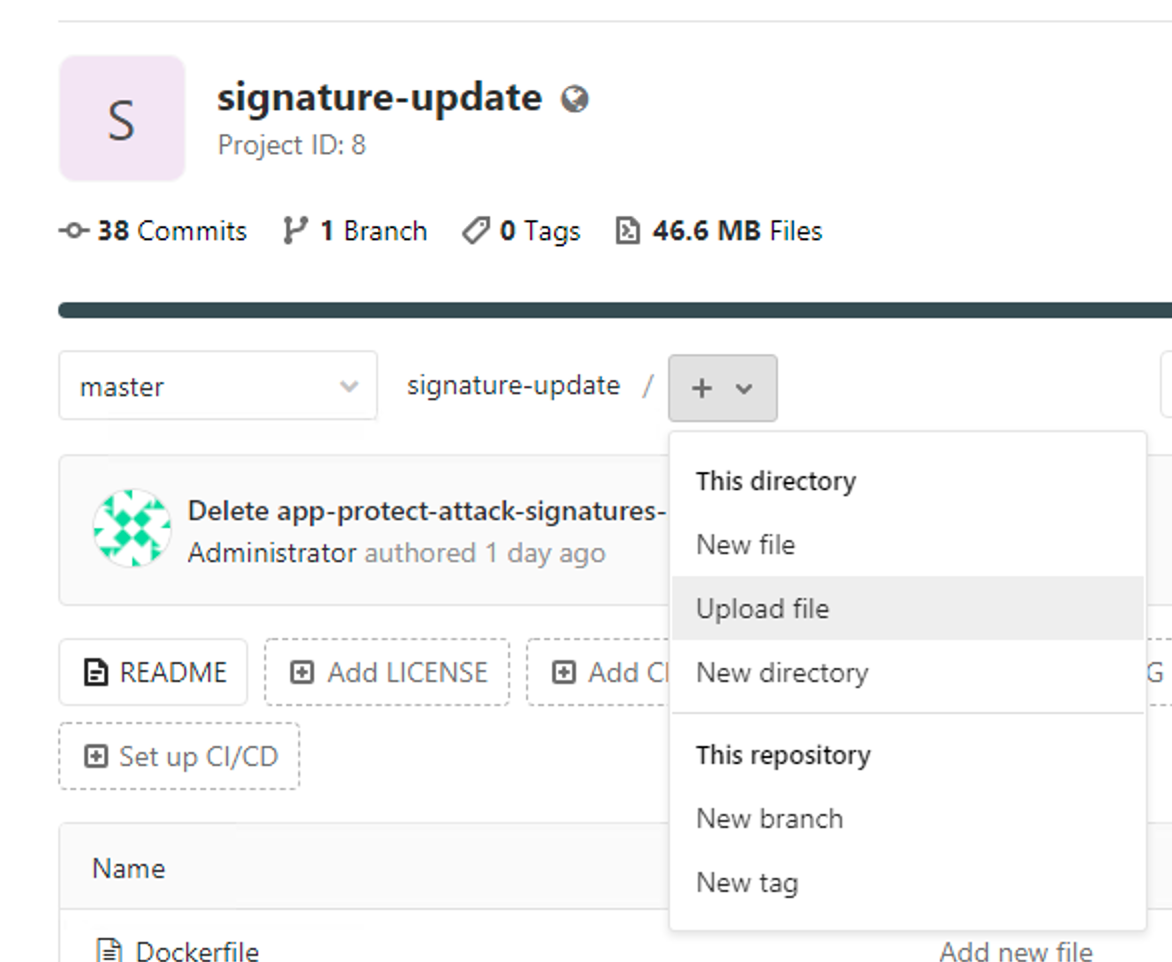 S
signature-update
Project ID: 8
38 Commits 1 Branch 0 Tags 46.6 MB Files
master signature-update / +
Delete app-protect-attack-signatures-
Administrator authored 1 day ago
This directory
New file
Upload file
New directory
This repository
New branch
New tag
README Add LICENSE Add C G
Set up CI/CD
Name
Dockerfile Add new file